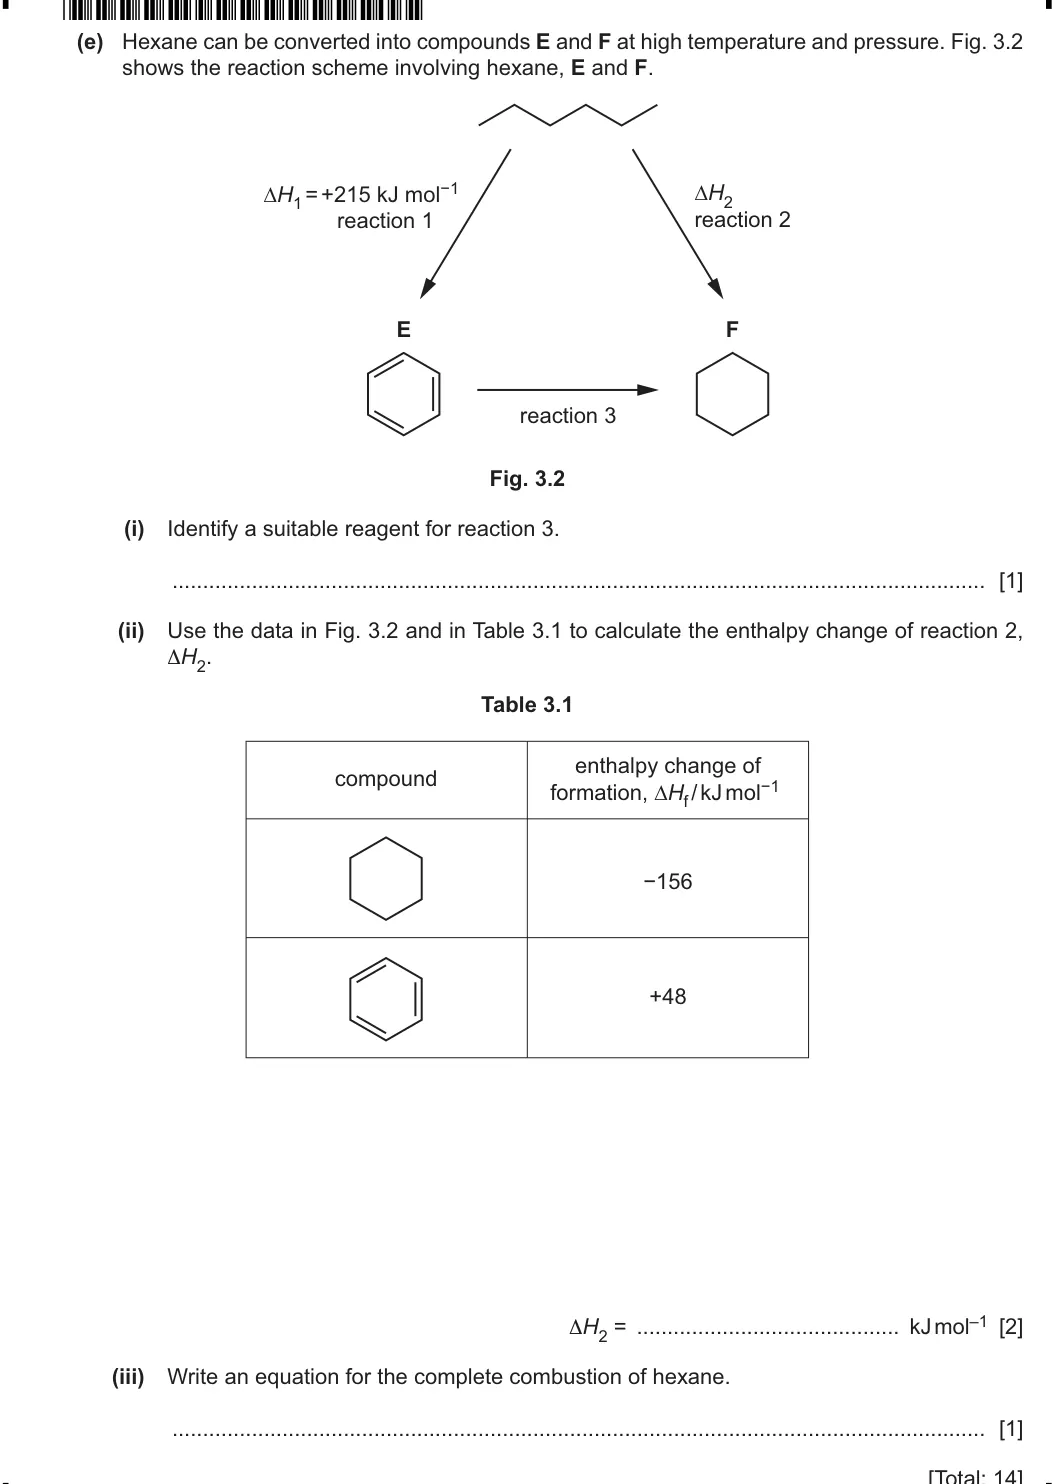 (e) Hexane can be converted into compounds E and F at high temperature and pressure. Fig. 3.2
shows the reaction scheme involving hexane, E and F.
ΔH₁ = +215 kJ mol⁻¹
reaction 1
ΔH₂
reaction 2
E
F
reaction 3
Fig. 3.2
(i) Identify a suitable reagent for reaction 3.
............................................................................................................................ [1]
(ii) Use the data in Fig. 3.2 and in Table 3.1 to calculate the enthalpy change of reaction 2,
ΔH₂.
Table 3.1
compound
enthalpy change of
formation, ΔHf / kJ mol⁻¹
−156
+48
ΔH₂ = ........................................... kJ mol⁻¹ [2]
(iii) Write an equation for the complete combustion of hexane.
............................................................................................................................ [1]
[Total: 14]